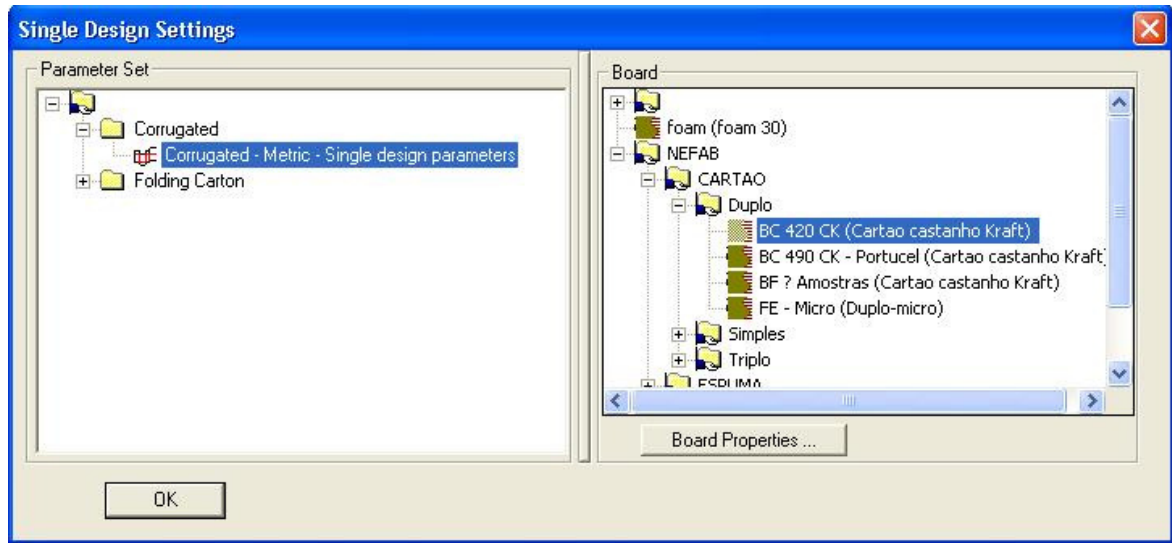 Single Design Settings
Parameter Set
Corrugated
Corrugated - Metric - Single design parameters
Folding Carton
Board
foam (foam 30)
NEFAB
CARTAO
Duplo
BC 420 CK (Cartao castanho Kraft)
BC 490 CK - Portucel (Cartao castanho Kraft)
BF ? Amostras (Cartao castanho Kraft)
FE - Micro (Duplo-micro)
Simples
Triplo
ESPUMA
Board Properties ...
OK